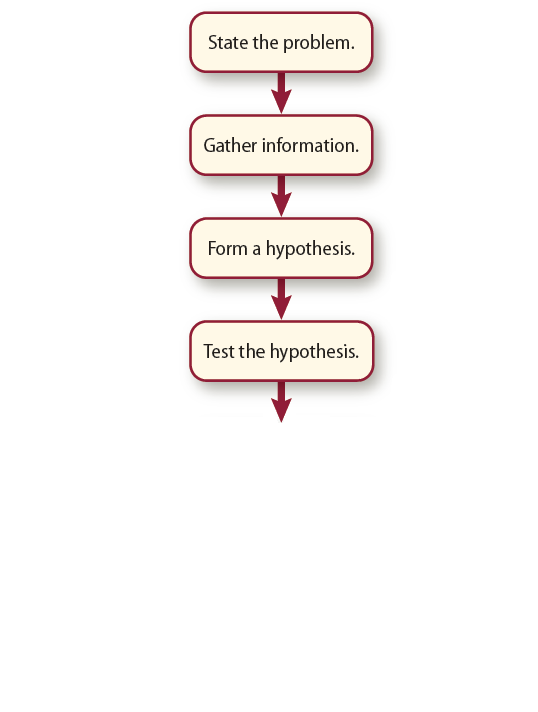 State the problem.
Gather information.
Form a hypothesis.
Test the hypothesis.